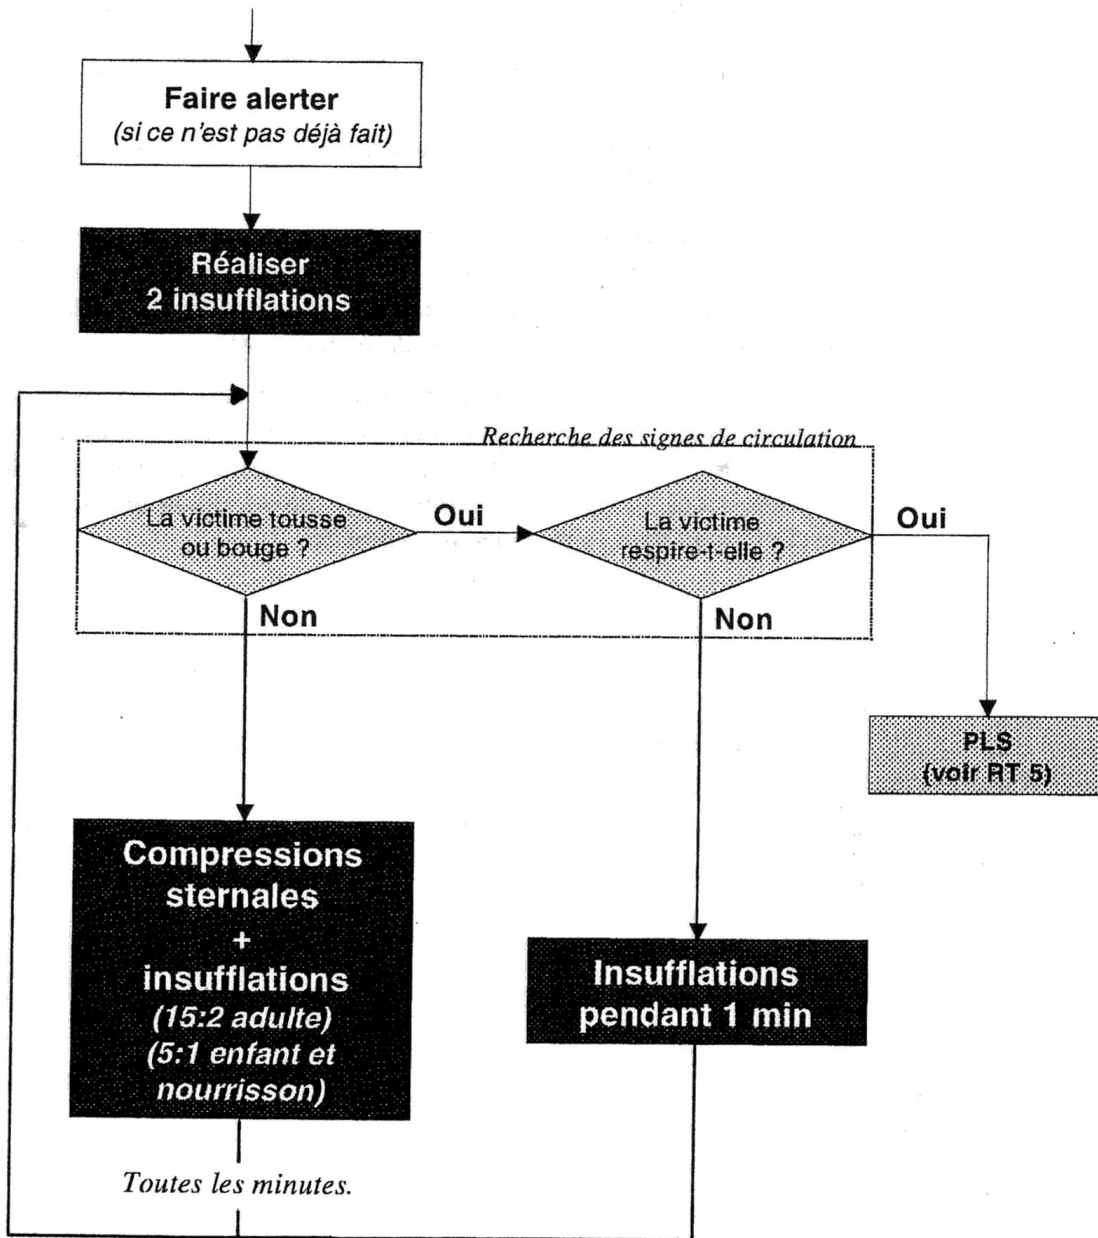 Faire alerter
(si ce n'est pas déjà fait)
Réaliser
2 insufflations
Recherche des signes de circulation
La victime tousse
ou bouge ?
Oui
La victime
respire-t-elle ?
Oui
Non
Non
PLS
(voir RT 5)
Compressions
sternales
+
insufflations
(15:2 adulte)
(5:1 enfant et
nourrisson)
Insufflations
pendant 1 min
Toutes les minutes.